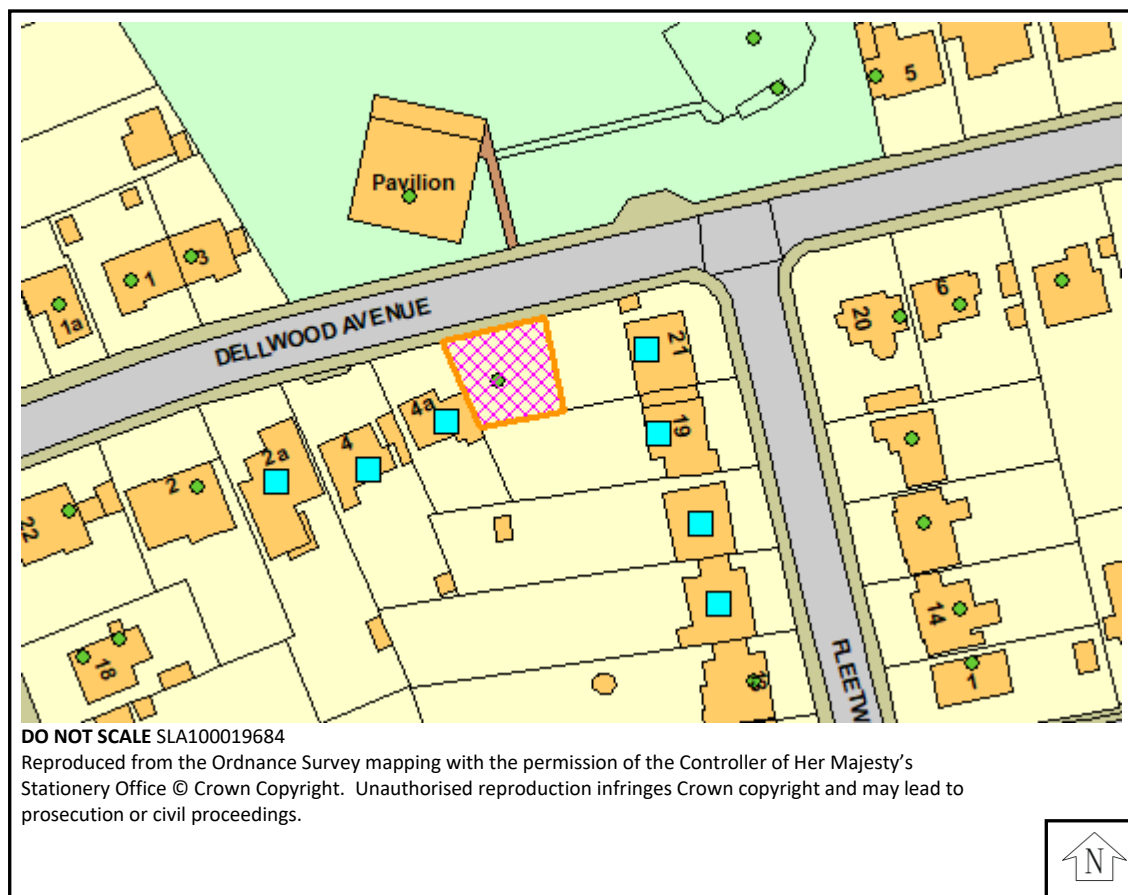 5
Pavilion
3
1
1a
DELLWOOD AVENUE
6
20
21
4a
19
4
2a
2
22
14
18
1
13
FLEETW
DO NOT SCALE SLA100019684
Reproduced from the Ordnance Survey mapping with the permission of the Controller of Her Majesty’s
Stationery Office © Crown Copyright. Unauthorised reproduction infringes Crown copyright and may lead to
prosecution or civil proceedings.
N